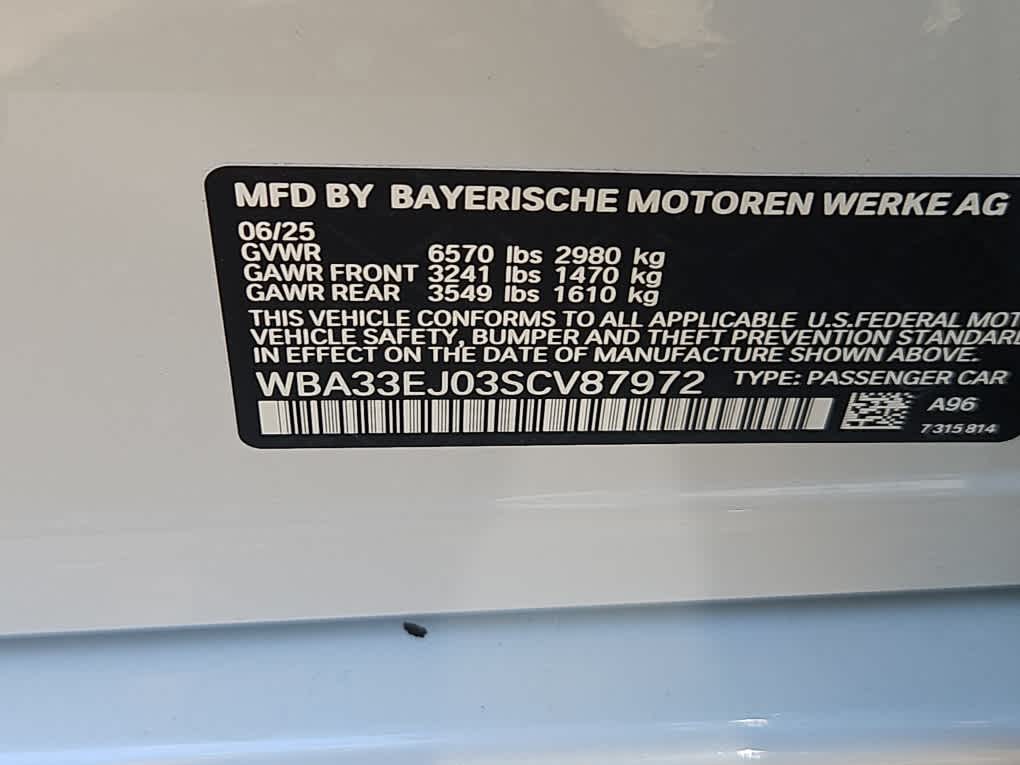 MFD BY BAYERISCHE MOTOREN WERKE AG
06/25
GVWR 6570 lbs 2980 kg
GAWR FRONT 3241 lbs 1470 kg
GAWR REAR 3549 lbs 1610 kg
THIS VEHICLE CONFORMS TO ALL APPLICABLE U.S.FEDERAL MOT
VEHICLE SAFETY, BUMPER AND THEFT PREVENTION STANDARD
IN EFFECT ON THE DATE OF MANUFACTURE SHOWN ABOVE.
WBA33EJ03SCV87972 TYPE: PASSENGER CAR
A96
7 315 814